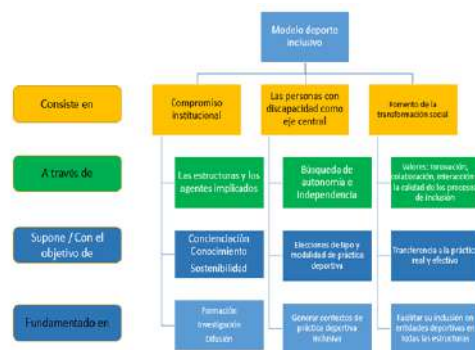 Modelo deporte
inclusivo
Consiste en
Compromiso
institucional
Las personas con
discapacidad como
eje central
Fomento de la
transformación social
A través de
Las estructuras y los
agentes implicados
Búsqueda de
autonomía e
Independencia
Valores: Innovación,
colaboración, interacción
la calidad de los procesos
de inclusión
Supone / Con el
objetivo de
Concienciación
Conocimiento
Sostenibilidad
Elecciones de tipo y
modalidad de práctica
deportiva
Transferencia a la práctica
real y efectiva
Fundamentado en
Formación
Investigación
Difusión
Generar contextos de
práctica deportiva
inclusiva
Facilitar su inclusión en
entidades deportivas en
todas las estructuras